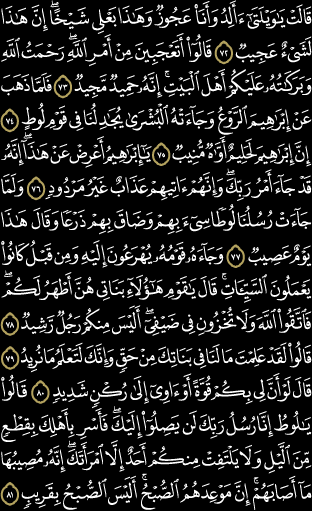 قَالَتْ يَٰوَيْلَتَىٰٓ ءَأَلِدُ وَأَنَا۠ عَجُوزٌ وَهَٰذَا بَعْلِى شَيْخًا ۖ إِنَّ هَٰذَا
لَشَىْءٌ عَجِيبٌ ٧٢ قَالُوٓا۟ أَتَعْجَبِينَ مِنْ أَمْرِ ٱللَّهِ ۖ رَحْمَتُ ٱللَّهِ
وَبَرَكَٰتُهُۥ عَلَيْكُمْ أَهْلَ ٱلْبَيْتِ ۚ إِنَّهُۥ حَمِيدٌ مَّجِيدٌ ٧٣ فَلَمَّا ذَهَبَ
عَنْ إِبْرَٰهِيمَ ٱلرَّوْعُ وَجَآءَتْهُ ٱلْبُشْرَىٰ يُجَٰدِلُنَا فِى قَوْمِ لُوطٍ ٧٤
إِنَّ إِبْرَٰهِيمَ لَحَلِيمٌ أَوَّٰهٌ مُّنِيبٌ ٧٥ يَٰٓإِبْرَٰهِيمُ أَعْرِضْ عَنْ هَٰذَآ ۖ إِنَّهُۥ
قَدْ جَآءَ أَمْرُ رَبِّكَ ۖ وَإِنَّهُمْ ءَاتِيهِمْ عَذَابٌ غَيْرُ مَرْدُودٍ ٧٦ وَلَمَّا
جَآءَتْ رُسُلُنَا لُوطًا سِىٓءَ بِهِمْ وَضَاقَ بِهِمْ ذَرْعًا وَقَالَ هَٰذَا
يَوْمٌ عَصِيبٌ ٧٧ وَجَآءَهُۥ قَوْمُهُۥ يُهْرَعُونَ إِلَيْهِ وَمِن قَبْلُ كَانُوا۟
يَعْمَلُونَ ٱلسَّيِّـَٔاتِ ۚ قَالَ يَٰقَوْمِ هَٰٓؤُلَآءِ بَنَاتِى هُنَّ أَطْهَرُ لَكُمْ ۖ
فَٱتَّقُوا۟ ٱللَّهَ وَلَا تُخْزُونِ فِى ضَيْفِىٓ ۖ أَلَيْسَ مِنكُمْ رَجُلٌ رَّشِيدٌ ٧٨
قَالُوا۟ لَقَدْ عَلِمْتَ مَا لَنَا فِى بَنَاتِكَ مِنْ حَقٍّ وَإِنَّكَ لَتَعْلَمُ مَا نُرِيدُ ٧٩
قَالَ لَوْ أَنَّ لِى بِكُمْ قُوَّةً أَوْ ءَاوِىٓ إِلَىٰ رُكْنٍ شَدِيدٍ ٨٠ قَالُوا۟
يَٰلُوطُ إِنَّا رُسُلُ رَبِّكَ لَن يَصِلُوٓا۟ إِلَيْكَ ۖ فَأَسْرِ بِأَهْلِكَ بِقِطْعٍ
مِّنَ ٱلَّيْلِ وَلَا يَلْتَفِتْ مِنكُمْ أَحَدٌ إِلَّا ٱمْرَأَتَكَ ۖ إِنَّهُۥ مُصِيبُهَا
مَآ أَصَابَهُمْ ۚ إِنَّ مَوْعِدَهُمُ ٱلصُّبْحُ ۚ أَلَيْسَ ٱلصُّبْحُ بِقَرِيبٍ ٨١